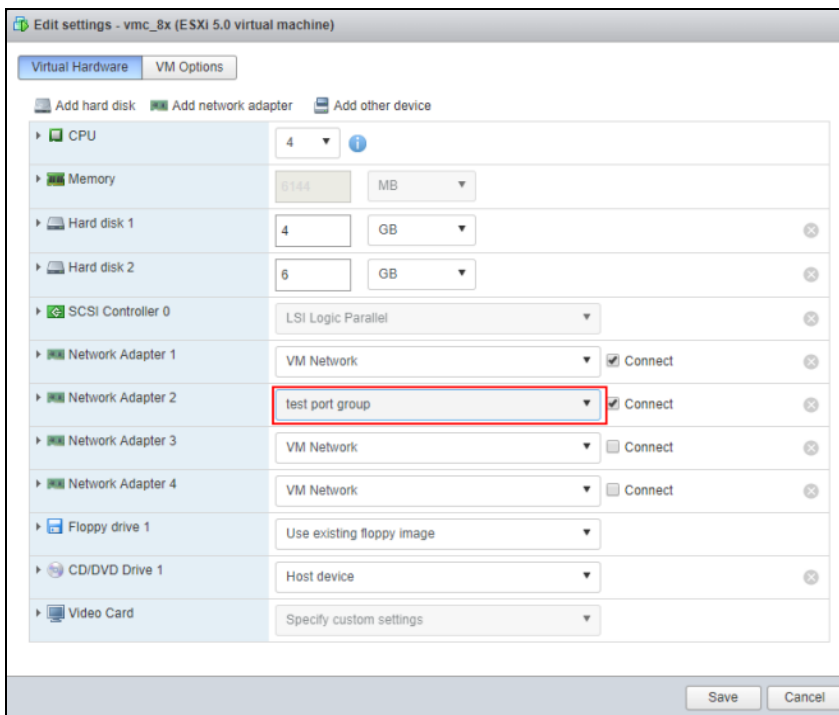 Edit settings - vmc_8x (ESXi 5.0 virtual machine)
Virtual Hardware VM Options
Add hard disk Add network adapter Add other device
CPU 4
Memory 6144 MB
Hard disk 1 4 GB
Hard disk 2 6 GB
SCSI Controller 0 LSI Logic Parallel
Network Adapter 1 VM Network Connect
Network Adapter 2 test port group Connect
Network Adapter 3 VM Network Connect
Network Adapter 4 VM Network Connect
Floppy drive 1 Use existing floppy image
CD/DVD Drive 1 Host device
Video Card Specify custom settings
Save Cancel